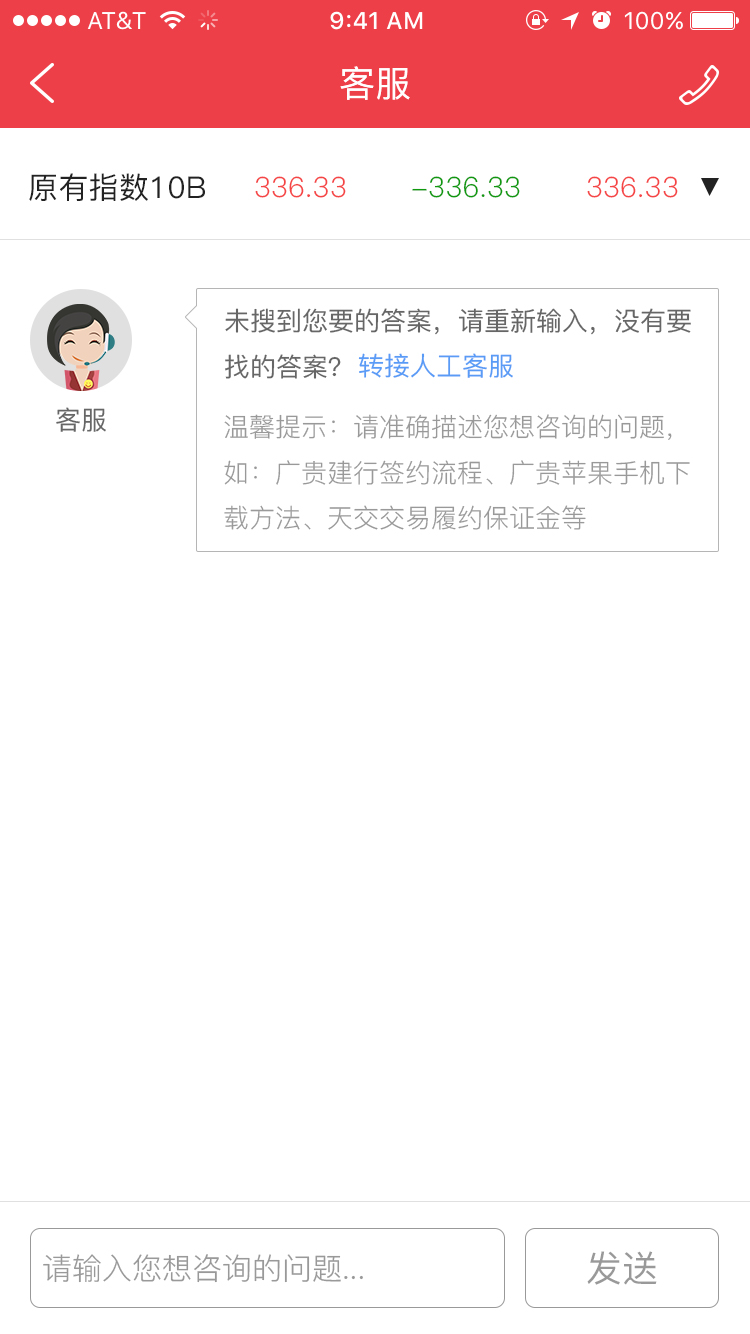 AT&T 9:41 AM 100%
客服
原有指数10B 336.33 -336.33 336.33
未搜到您要的答案，请重新输入，没有要
找的答案？转接人工客服
温馨提示：请准确描述您想咨询的问题，
如：广贵建行签约流程、广贵苹果手机下
载方法、天交交易履约保证金等
客服
请输入您想咨询的问题... 发送